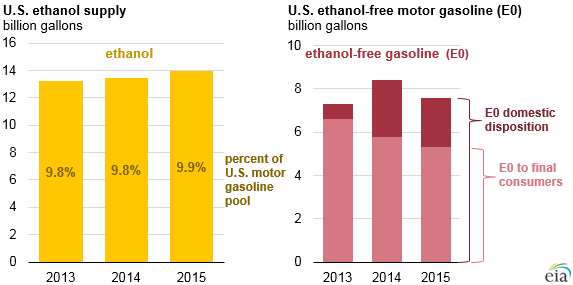 U.S. ethanol supply
billion gallons
16
14
12
10
8
6
4
2
0
ethanol
9.8%
9.8%
9.9%
percent of
U.S. motor
gasoline
pool
2013
2014
2015
U.S. ethanol-free motor gasoline (E0)
billion gallons
10
8
6
4
2
0
ethanol-free gasoline (E0)
E0 domestic
disposition
E0 to final
consumers
2013
2014
2015
eia